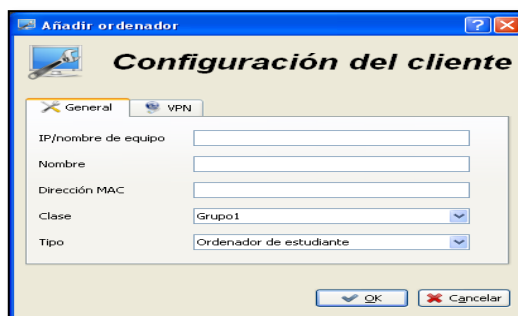 Añadir ordenador
Configuración del cliente
General VPN
IP/nombre de equipo
Nombre
Dirección MAC
Clase Grupo1
Tipo Ordenador de estudiante
OK Cancelar